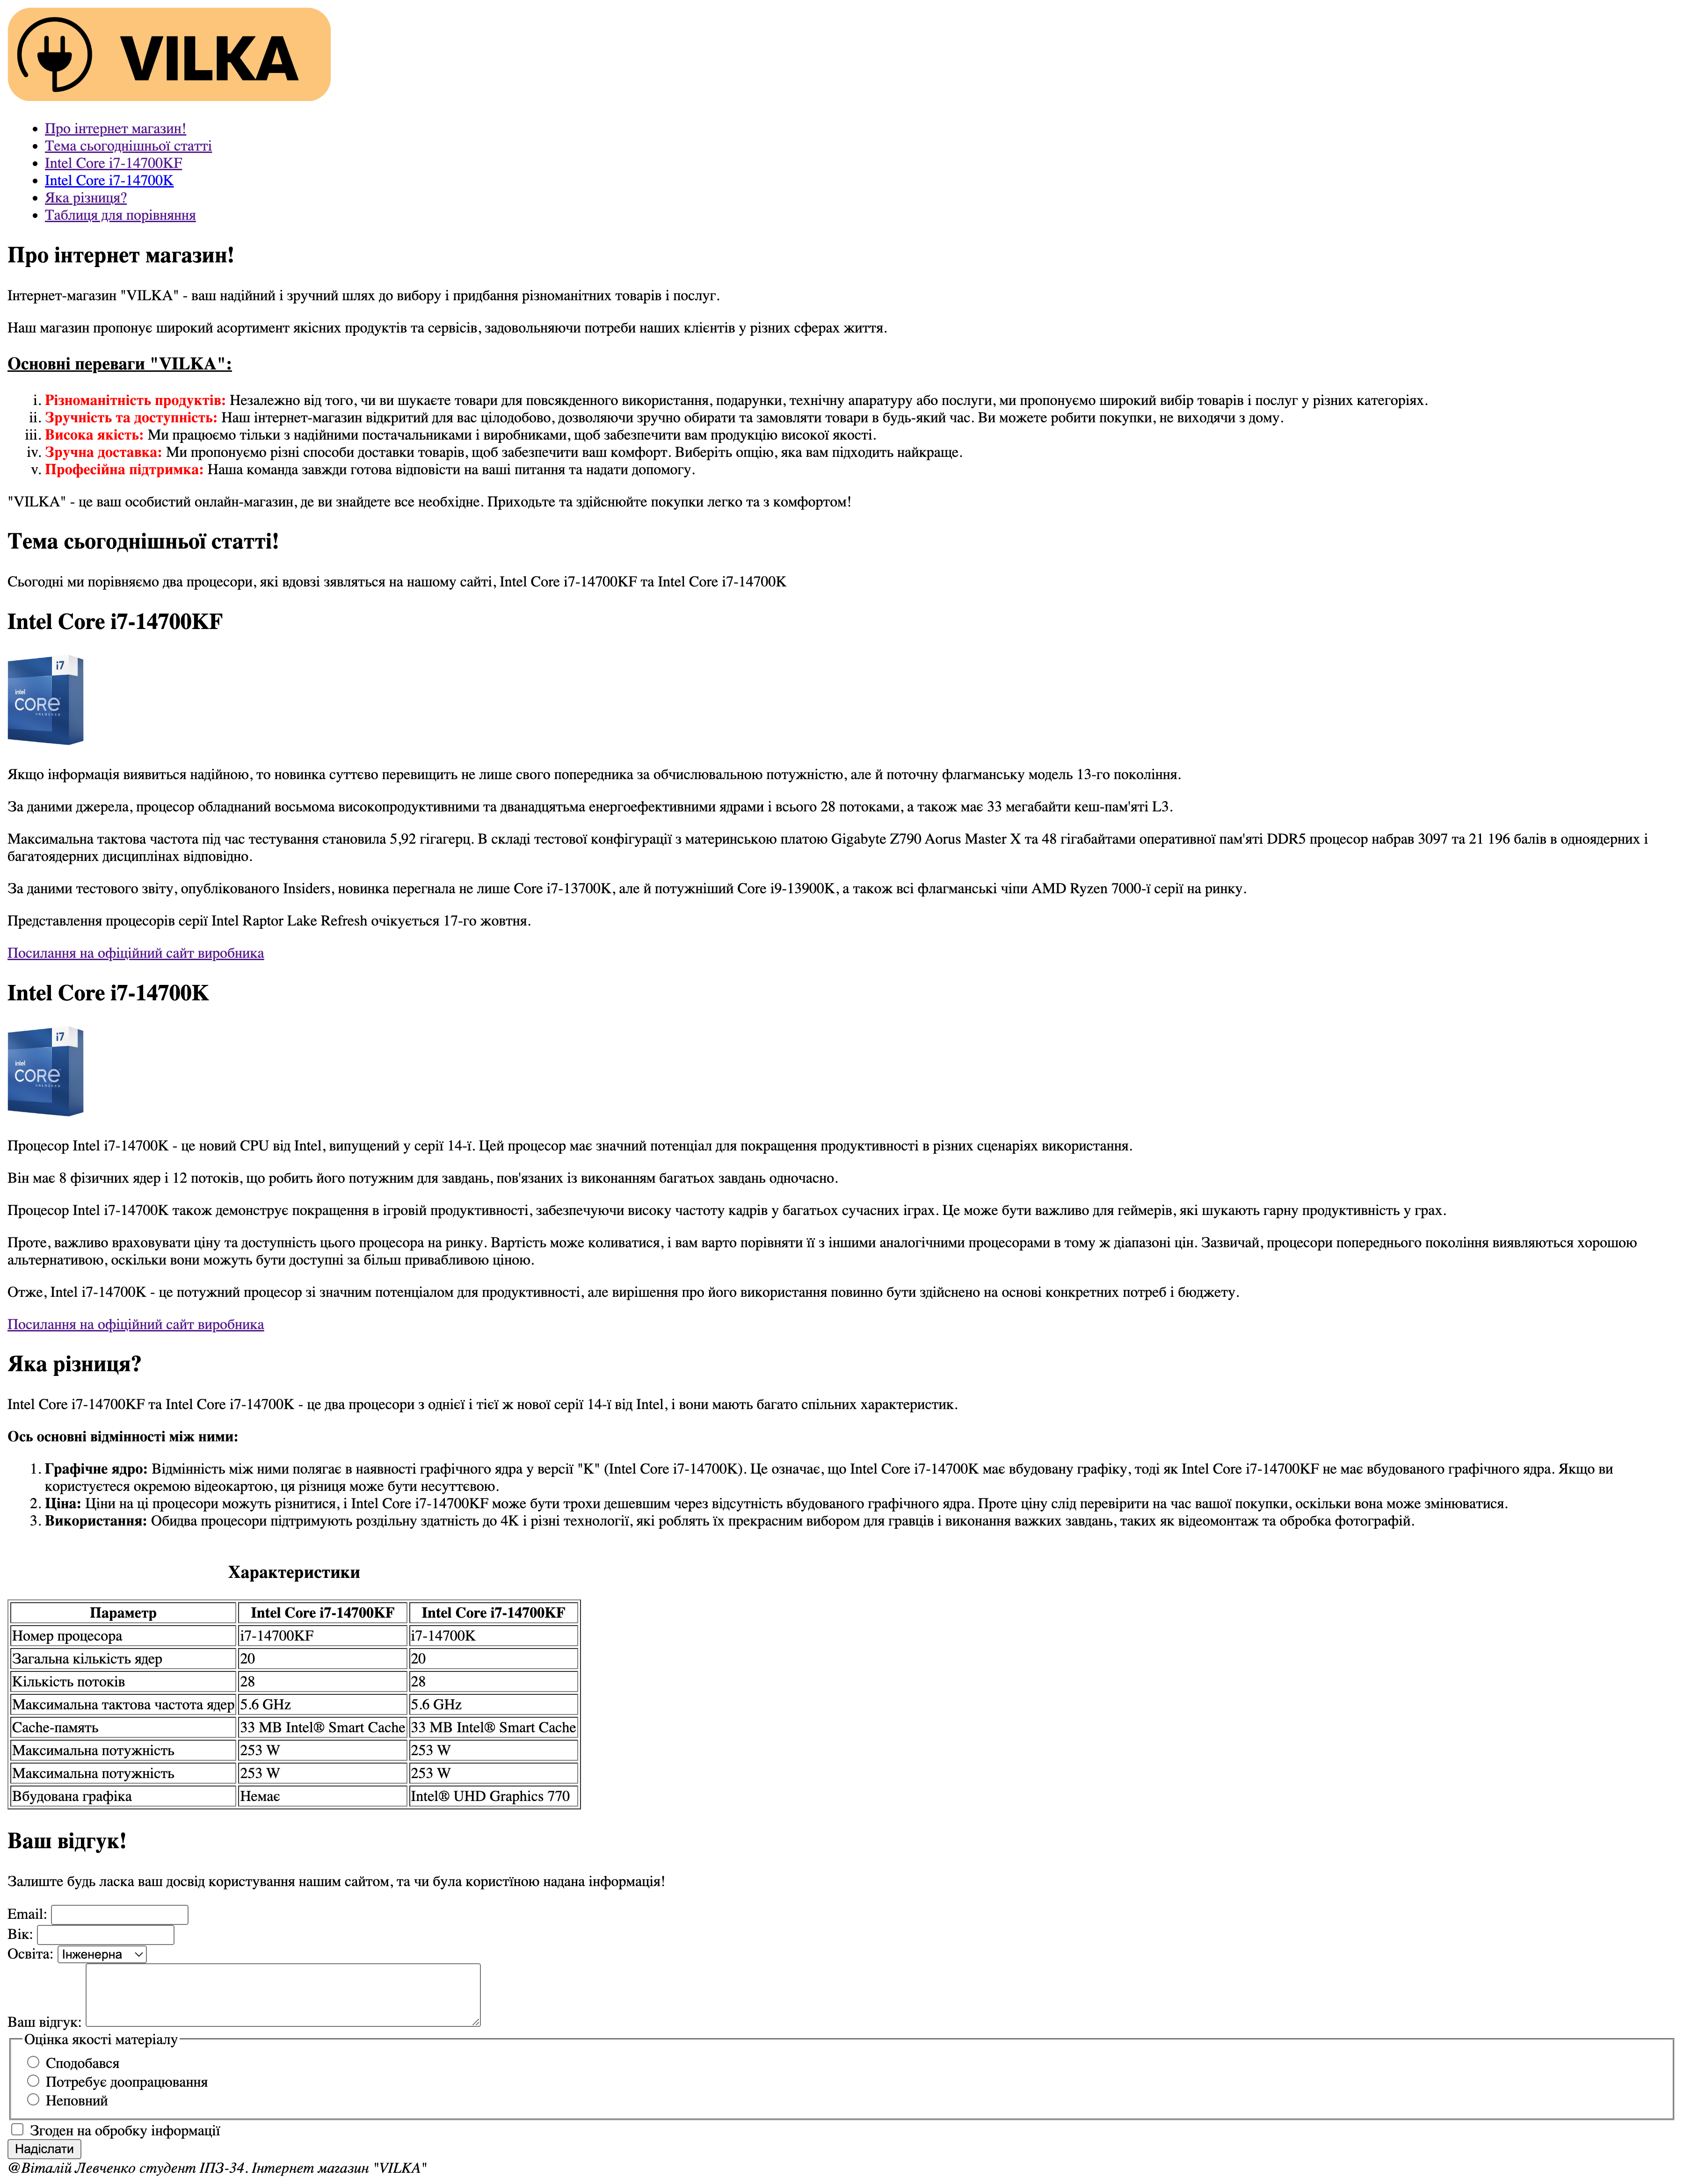 VILKA
Про інтернет магазин!
Тема сьогоднішньої статті
Intel Core i7-14700KF
Intel Core i7-14700K
Яка різниця?
Таблиця для порівняння
Про інтернет магазин!
Інтернет-магазин "VILKA" - ваш надійний і зручний шлях до вибору і придбання різноманітних товарів і послуг.
Наш магазин пропонує широкий асортимент якісних продуктів та сервісів, задовольняючи потреби наших клієнтів у різних сферах життя.
Основні переваги "VILKA":
i. Різноманітність продуктів: Незалежно від того, чи ви шукаєте товари для повсякденного використання, подарунки, технічну апаратуру або послуги, ми пропонуємо широкий вибір товарів і послуг у різних категоріях.
ii. Зручність та доступність: Наш інтернет-магазин відкритий для вас цілодобово, дозволяючи зручно обирати та замовляти товари в будь-який час. Ви можете робити покупки, не виходячи з дому.
iii. Висока якість: Ми працюємо тільки з надійними постачальниками і виробниками, щоб забезпечити вам продукцію високої якості.
iv. Зручна доставка: Ми пропонуємо різні способи доставки товарів, щоб забезпечити ваш комфорт. Виберіть опцію, яка вам підходить найкраще.
v. Професійна підтримка: Наша команда завжди готова відповісти на ваші питання та надати допомогу.
"VILKA" - це ваш особистий онлайн-магазин, де ви знайдете все необхідне. Приходьте та здійснюйте покупки легко та з комфортом!
Тема сьогоднішньої статті!
Сьогодні ми порівняємо два процесори, які вдовзі зявляться на нашому сайті, Intel Core i7-14700KF та Intel Core i7-14700K
Intel Core i7-14700KF
i7
intel
CORE
UNLOCKED
Якщо інформація виявиться надійною, то новинка суттєво перевищить не лише свого попередника за обчислювальною потужністю, але й поточну флагманську модель 13-го покоління.
За даними джерела, процесор обладнаний восьмома високопродуктивними та дванадцятьма енергоефективними ядрами і всього 28 потоками, а також має 33 мегабайти кеш-пам'яті L3.
Максимальна тактова частота під час тестування становила 5,92 гігагерц. В складі тестової конфігурації з материнською платою Gigabyte Z790 Aorus Master X та 48 гігабайтами оперативної пам'яті DDR5 процесор набрав 3097 та 21 196 балів в одноядерних і
багатоядерних дисциплінах відповідно.
За даними тестового звіту, опублікованого Insiders, новинка перегнала не лише Core i7-13700K, але й потужніший Core i9-13900K, а також всі флагманські чіпи AMD Ryzen 7000-ї серії на ринку.
Представлення процесорів серії Intel Raptor Lake Refresh очікується 17-го жовтня.
Посилання на офіційний сайт виробника
Intel Core i7-14700K
i7
intel
CORE
UNLOCKED
Процесор Intel i7-14700K - це новий CPU від Intel, випущений у серії 14-ї. Цей процесор має значний потенціал для покращення продуктивності в різних сценаріях використання.
Він має 8 фізичних ядер і 12 потоків, що робить його потужним для завдань, пов'язаних із виконанням багатьох завдань одночасно.
Процесор Intel i7-14700K також демонструє покращення в ігровій продуктивності, забезпечуючи високу частоту кадрів у багатьох сучасних іграх. Це може бути важливо для геймерів, які шукають гарну продуктивність у грах.
Проте, важливо враховувати ціну та доступність цього процесора на ринку. Вартість може коливатися, і вам варто порівняти її з іншими аналогічними процесорами в тому ж діапазоні цін. Зазвичай, процесори попереднього покоління виявляються хорошою
альтернативою, оскільки вони можуть бути доступні за більш привабливою ціною.
Отже, Intel i7-14700K - це потужний процесор зі значним потенціалом для продуктивності, але вирішення про його використання повинно бути здійснено на основі конкретних потреб і бюджету.
Посилання на офіційний сайт виробника
Яка різниця?
Intel Core i7-14700KF та Intel Core i7-14700K - це два процесори з однієї і тієї ж нової серії 14-ї від Intel, і вони мають багато спільних характеристик.
Ось основні відмінності між ними:
1. Графічне ядро: Відмінність між ними полягає в наявності графічного ядра у версії "K" (Intel Core i7-14700K). Це означає, що Intel Core i7-14700K має вбудовану графіку, тоді як Intel Core i7-14700KF не має вбудованого графічного ядра. Якщо ви
користуєтеся окремою відеокартою, ця різниця може бути несуттєвою.
2. Ціна: Ціни на ці процесори можуть різнитися, і Intel Core i7-14700KF може бути трохи дешевшим через відсутність вбудованого графічного ядра. Проте ціну слід перевірити на час вашої покупки, оскільки вона може змінюватися.
3. Використання: Обидва процесори підтримують роздільну здатність до 4K і різні технології, які роблять їх прекрасним вибором для гравців і виконання важких завдань, таких як відеомонтаж та обробка фотографій.
Характеристики
Параметр Intel Core i7-14700KF Intel Core i7-14700KF
Номер процесора i7-14700KF i7-14700K
Загальна кількість ядер 20 20
Кількість потоків 28 28
Максимальна тактова частота ядер 5.6 GHz 5.6 GHz
Cache-память 33 MB Intel® Smart Cache 33 MB Intel® Smart Cache
Максимальна потужність 253 W 253 W
Максимальна потужність 253 W 253 W
Вбудована графіка Немає Intel® UHD Graphics 770
Ваш відгук!
Залиште будь ласка ваш досвід користування нашим сайтом, та чи була користїною надана інформація!
Email:
Вік:
Освіта: Інженерна
Ваш відгук:
Оцінка якості матеріалу
Сподобався
Потребує доопрацювання
Неповний
Згоден на обробку інформації
Надіслати
@Віталій Левченко студент ІПЗ-34. Інтернет магазин "VILKA"